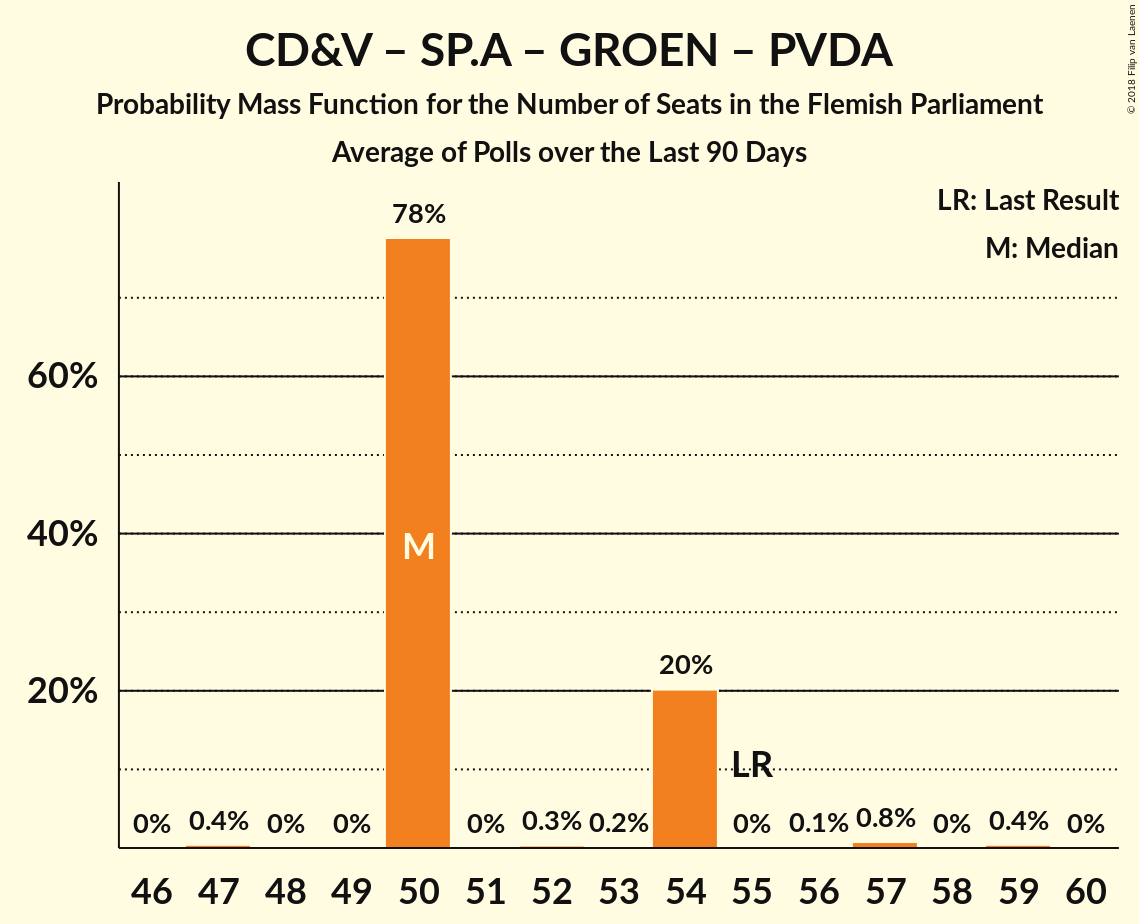 CD&V – SP.A – GROEN – PVDA
Probability Mass Function for the Number of Seats in the Flemish Parliament
Average of Polls over the Last 90 Days
© 2018 Filip van Laenen
LR: Last Result
M: Median
60%
40%
20%
0% 0.4% 0% 0% 78% 0% 0.3% 0.2% 20% 0% 0.1% 0.8% 0% 0.4% 0%
M
LR
46 47 48 49 50 51 52 53 54 55 56 57 58 59 60